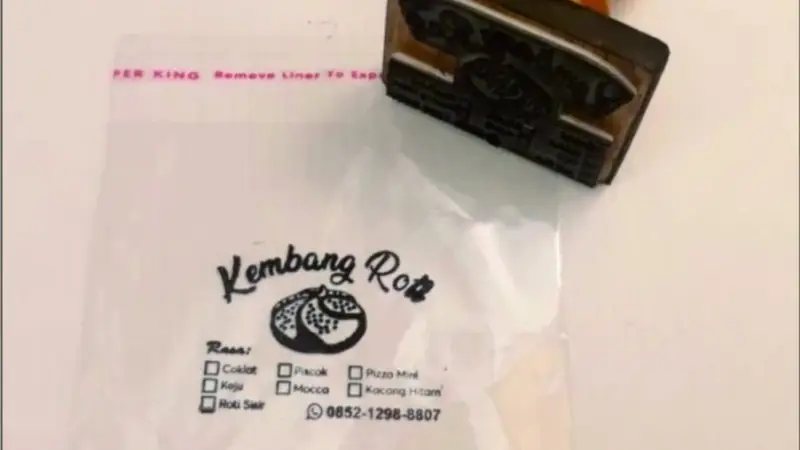 PER KING Remove Liner To Exp
Kembang Roti
Rasa:
Coklat Piscok Pizza Mini
Keju Mocca Kacang Hitam
Roti Sisir
0852-1298-8807